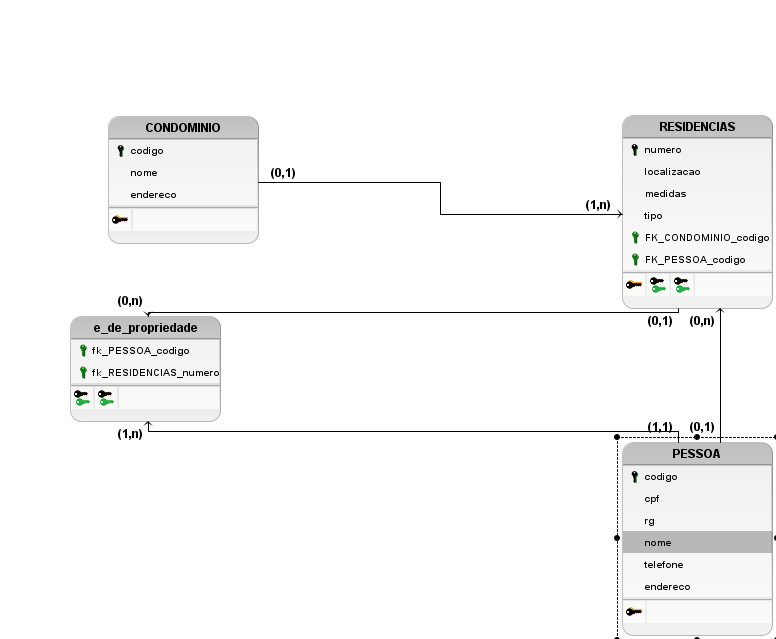 CONDOMINIO
codigo
nome
endereco
(0,1)
(1,n)
RESIDENCIAS
numero
localizacao
medidas
tipo
FK_CONDOMINIO_codigo
FK_PESSOA_codigo
(0,n)
e_de_propriedade
fk_PESSOA_codigo
fk_RESIDENCIAS_numero
(1,n)
(0,1)
(0,n)
(1,1)
(0,1)
PESSOA
codigo
cpf
rg
nome
telefone
endereco